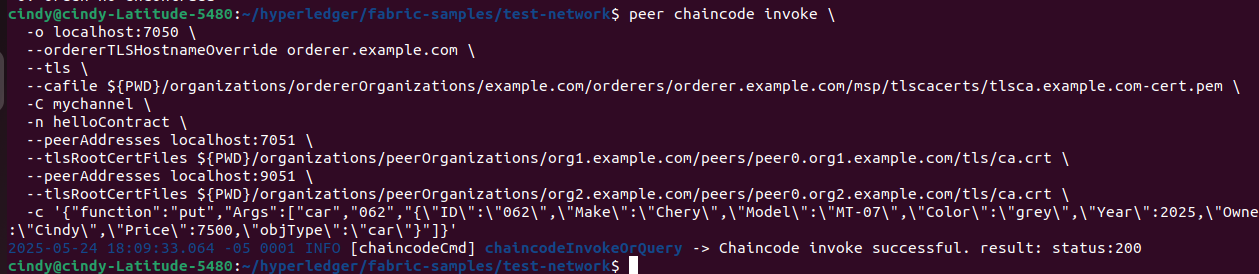 cindy@cindy-Latitude-5480:~/hyperledger/fabric-samples/test-network$ peer chaincode invoke \
-o localhost:7050 \
--ordererTLSHostnameOverride orderer.example.com \
--tls \
--cafile ${PWD}/organizations/ordererOrganizations/example.com/orderers/orderer.example.com/msp/tlscacerts/tlsca.example.com-cert.pem \
-C mychannel \
-n helloContract \
--peerAddresses localhost:7051 \
--tlsRootCertFiles ${PWD}/organizations/peerOrganizations/org1.example.com/peers/peer0.org1.example.com/tls/ca.crt \
--peerAddresses localhost:9051 \
--tlsRootCertFiles ${PWD}/organizations/peerOrganizations/org2.example.com/peers/peer0.org2.example.com/tls/ca.crt \
-c '{"function":"put","Args":["car","062","{\"ID\":\"062\",\"Make\":\"Chery\",\"Model\":\"MT-07\",\"Color\":\"grey\",\"Year\":2025,\"Owne
:\"Cindy\",\"Price\":7500,\"objType\":\"car\"}"]}'
2025-05-24 18:09:33.064 -05 0001 INFO [chaincodeCmd] chaincodeInvokeOrQuery -> Chaincode invoke successful. result: status:200
cindy@cindy-Latitude-5480:~/hyperledger/fabric-samples/test-network$